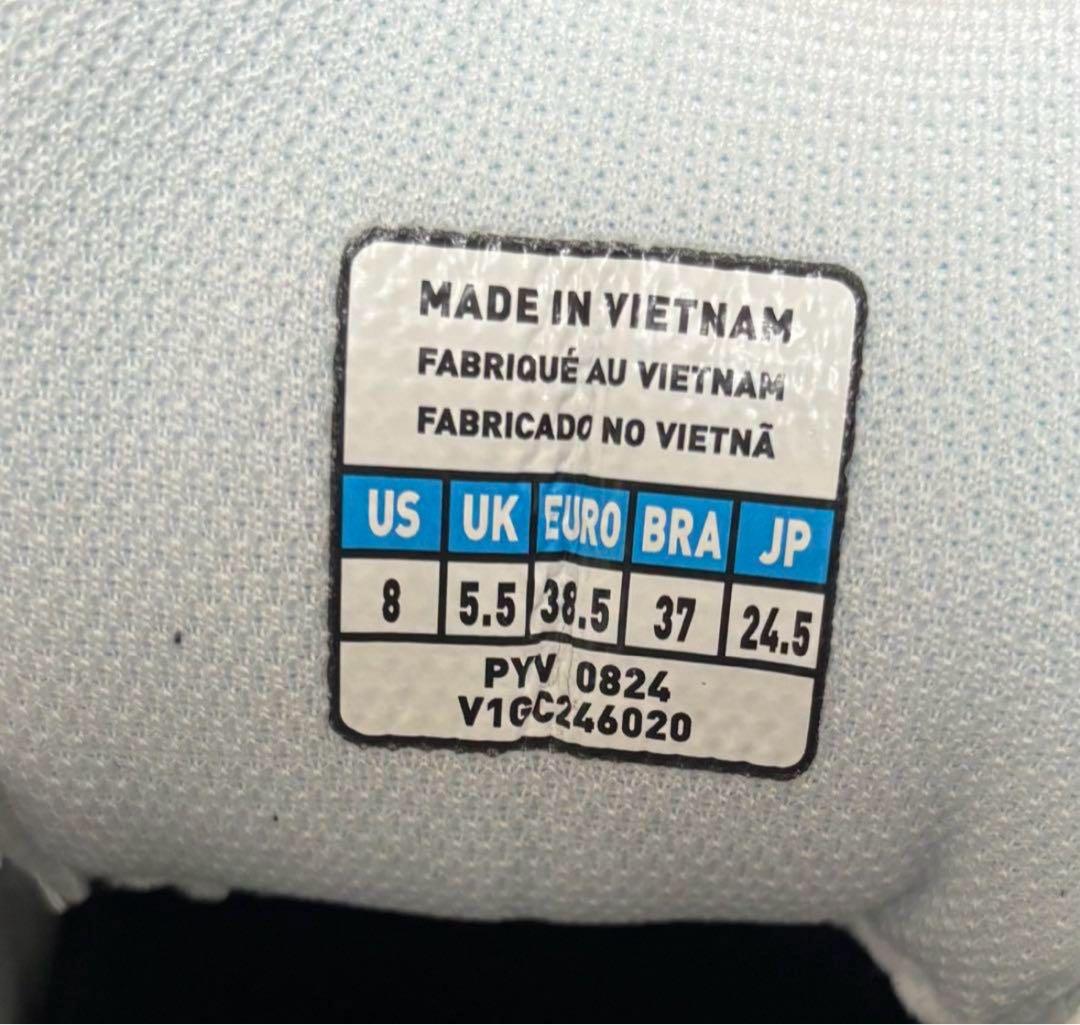 MADE IN VIETNAM
FABRIQUÉ AU VIETNAM
FABRICADO NO VIETNÃ
US UK EURO BRA JP
8 5.5 38.5 37 24.5
PYV 0824
V1GC246020